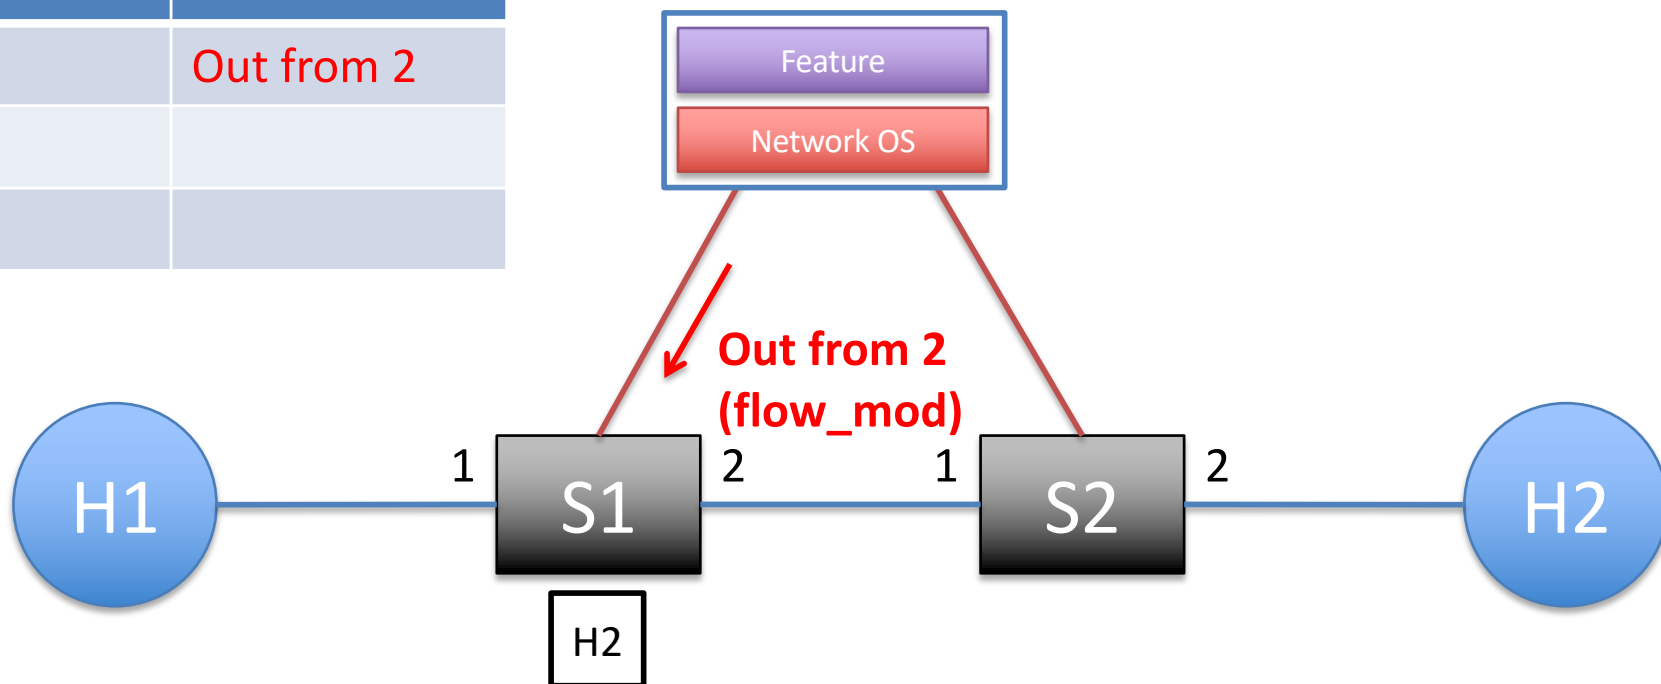 Out from 2
Feature
Network OS
Out from 2
(flow_mod)
1
2
1
2
H1
S1
S2
H2
H2